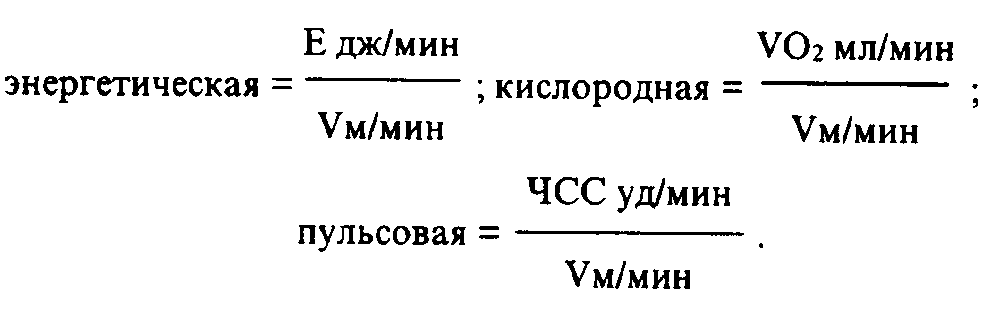 E дж/мин VO₂ мл/мин
энергетическая = ; кислородная = ;
Vм/мин Vм/мин
ЧСС уд/мин
пульсовая = .
Vм/мин